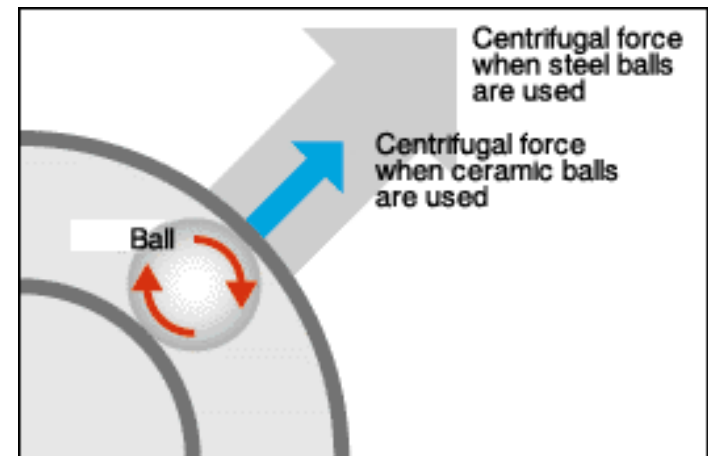 Centrifugal force
when steel balls
are used
Centrifugal force
when ceramic balls
are used
Ball